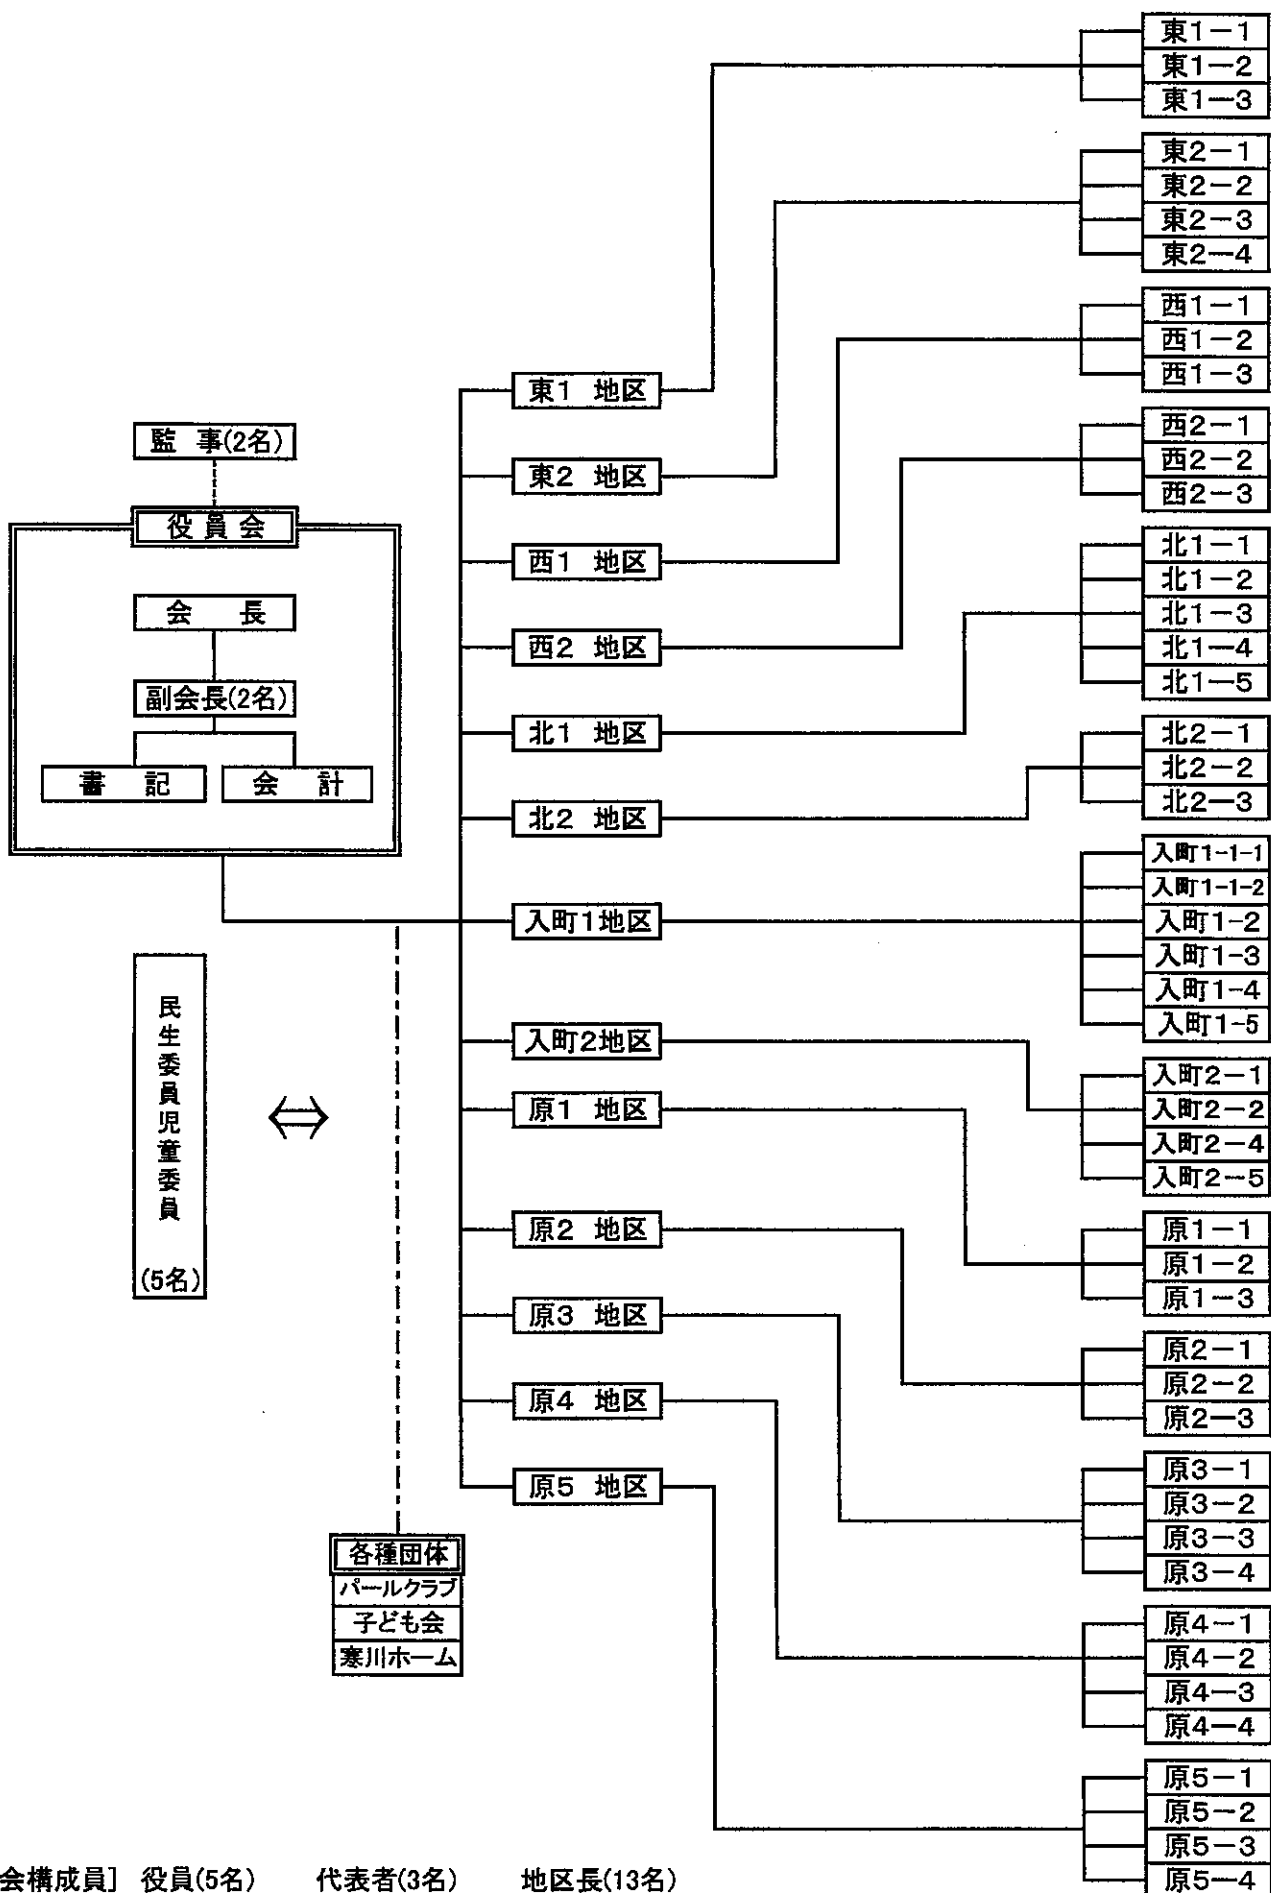 監 事(2名)
役員会
会 長
副会長(2名)
書 記
会 計
民生委員児童委員
(5名)
各種団体
パールクラブ
子ども会
寒川ホーム
東1 地区
東2 地区
西1 地区
西2 地区
北1 地区
北2 地区
入町1地区
入町2地区
原1 地区
原2 地区
原3 地区
原4 地区
原5 地区
東1-1
東1-2
東1-3
東2-1
東2-2
東2-3
東2-4
西1-1
西1-2
西1-3
西2-1
西2-2
西2-3
北1-1
北1-2
北1-3
北1-4
北1-5
北2-1
北2-2
北2-3
入町1-1-1
入町1-1-2
入町1-2
入町1-3
入町1-4
入町1-5
入町2-1
入町2-2
入町2-4
入町2-5
原1-1
原1-2
原1-3
原2-1
原2-2
原2-3
原3-1
原3-2
原3-3
原3-4
原4-1
原4-2
原4-3
原4-4
原5-1
原5-2
原5-3
原5-4
会構成員] 役員(5名) 代表者(3名) 地区長(13名)